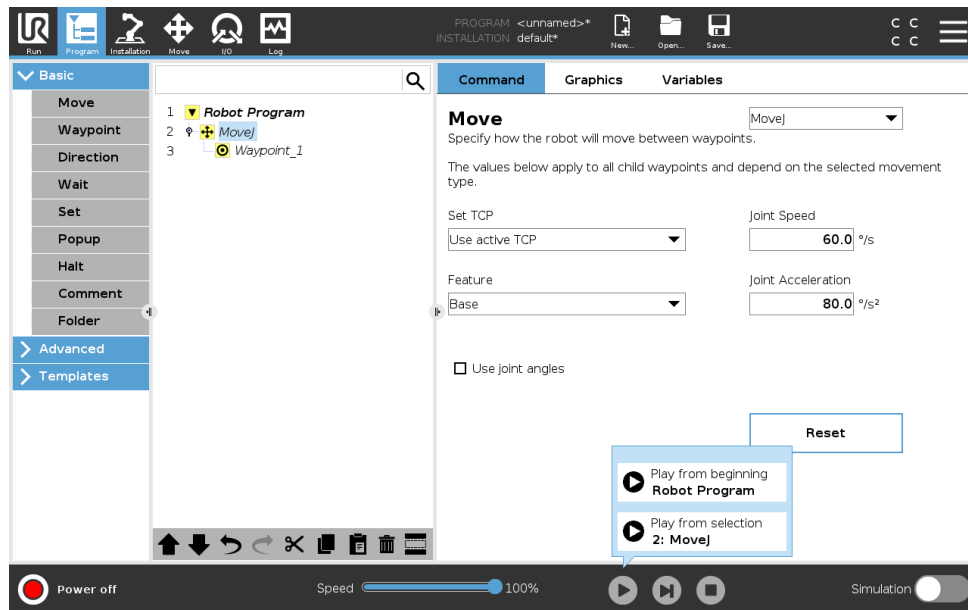 Run
Program
Installation
Move
I/O
Log
PROGRAM <unnamed>*
INSTALLATION default*
New...
Open...
Save...
C C
C C
Basic
Move
Waypoint
Direction
Wait
Set
Popup
Halt
Comment
Folder
Advanced
Templates
1 Robot Program
2 MoveJ
3 Waypoint_1
Command Graphics Variables
Move
MoveJ
Specify how the robot will move between waypoints.
The values below apply to all child waypoints and depend on the selected movement
type.
Set TCP
Joint Speed
Use active TCP
60.0 °/s
Feature
Joint Acceleration
Base
80.0 °/s²
Use joint angles
Reset
Play from beginning
Robot Program
Play from selection
2: MoveJ
Power off
Speed
100%
Simulation